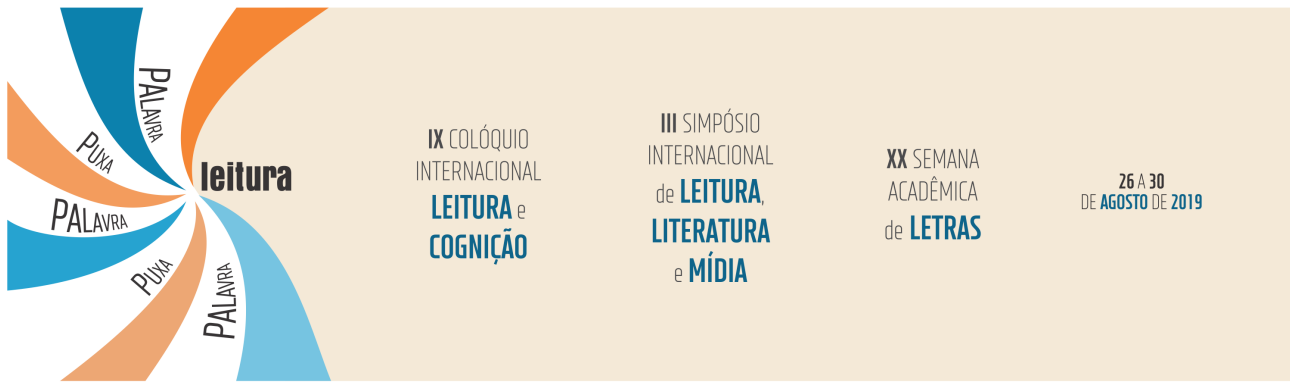 PALAVRA
PUXA
PALAVRA
PUXA
PALAVRA
leitura
IX COLÓQUIO
INTERNACIONAL
LEITURA e
COGNIÇÃO
III SIMPÓSIO
INTERNACIONAL
de LEITURA,
LITERATURA
e MÍDIA
XX SEMANA
ACADÊMICA
de LETRAS
26 A 30
DE AGOSTO DE 2019